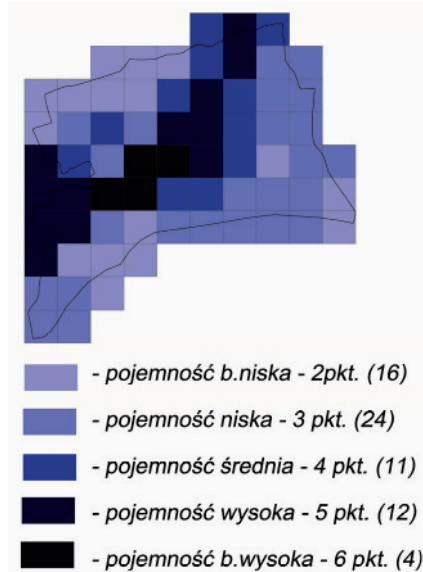 - pojemność b.niska - 2pkt. (16)
- pojemność niska - 3 pkt. (24)
- pojemność średnia - 4 pkt. (11)
- pojemność wysoka - 5 pkt. (12)
- pojemność b.wysoka - 6 pkt. (4)